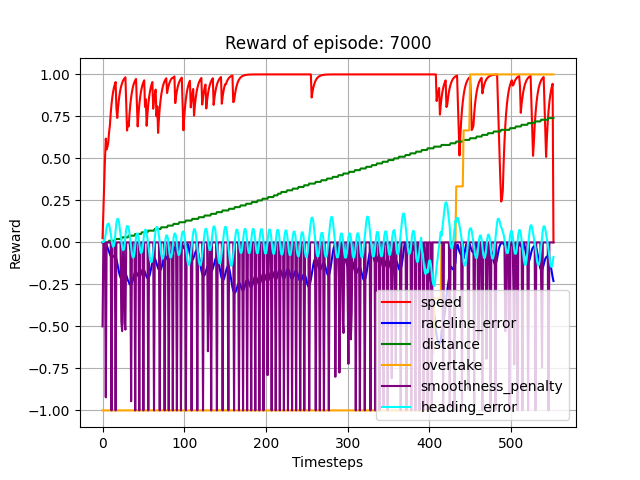 Reward of episode: 7000
1.00
0.75
0.50
0.25
0.00
−0.25
−0.50
−0.75
−1.00
Reward
0 100 200 300 400 500
Timesteps
speed
raceline_error
distance
overtake
smoothness_penalty
heading_error